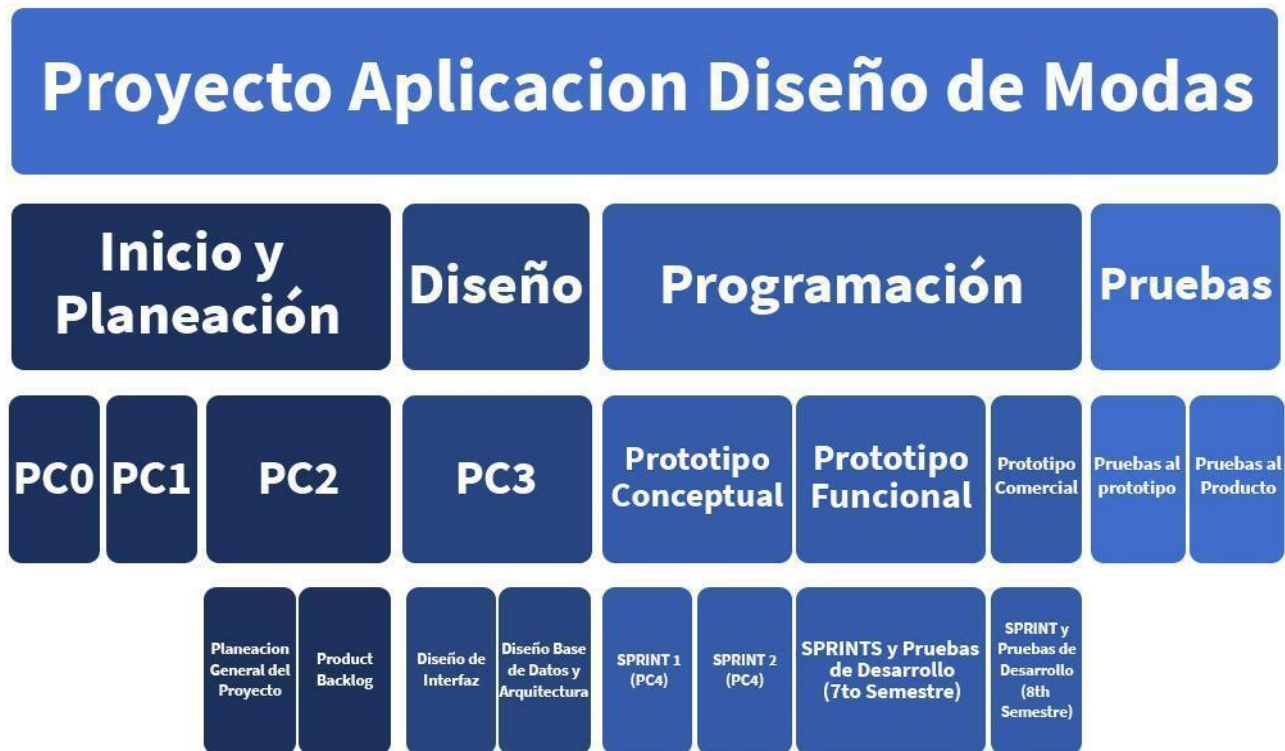 Proyecto Aplicacion Diseño de Modas
Inicio y
Planeación
Diseño
Programación
Pruebas
PC0
PC1
PC2
PC3
Prototipo
Conceptual
Prototipo
Funcional
Prototipo
Comercial
Pruebas al
prototipo
Pruebas al
Producto
Planeacion
General del
Proyecto
Product
Backlog
Diseño de
Interfaz
Diseño Base
de Datos y
Arquitectura
SPRINT 1
(PC4)
SPRINT 2
(PC4)
SPRINTS y Pruebas
de Desarrollo
(7to Semestre)
SPRINT y
Pruebas de
Desarrollo
(8th
Semestre)